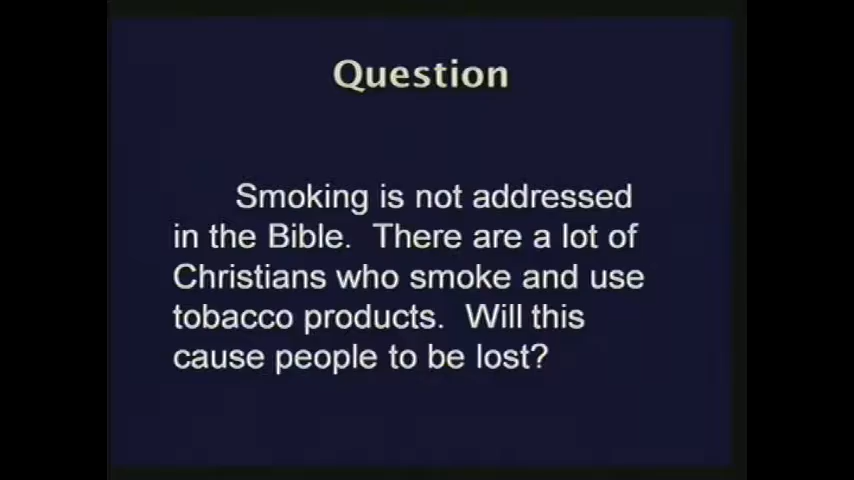 Question
Smoking is not addressed
in the Bible.  There are a lot of
Christians who smoke and use
tobacco products.  Will this
cause people to be lost?